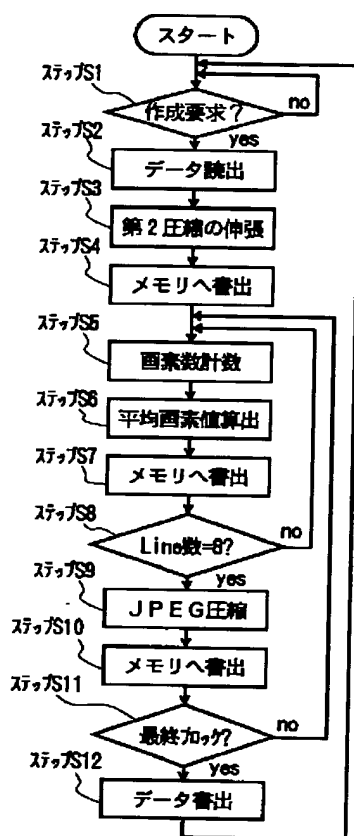 スタート
ステップS1
作成要求？
no
yes
ステップS2
データ読出
ステップS3
第2圧縮の伸張
ステップS4
メモリへ書出
ステップS5
画素数計数
ステップS6
平均画素値算出
ステップS7
メモリへ書出
ステップS8
Line数=8?
no
yes
ステップS9
JPEG圧縮
ステップS10
メモリへ書出
ステップS11
最終ブロック?
no
yes
ステップS12
データ書出